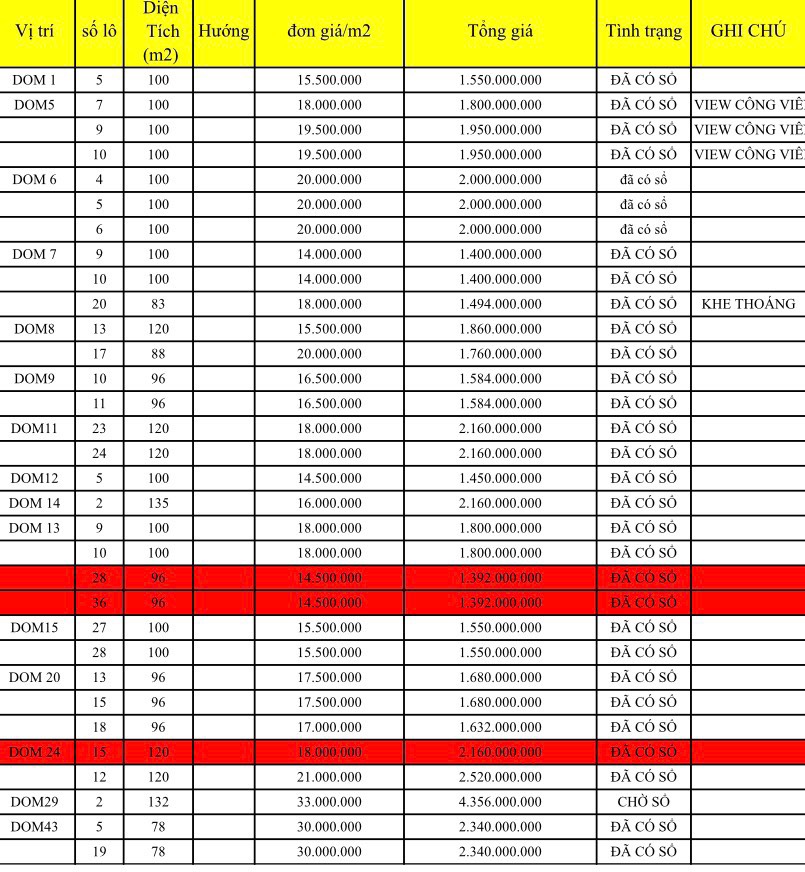 Vị trí số lô Diện Tích (m2) Hướng đơn giá/m2 Tổng giá Tình trạng GHI CHÚ
DOM 1 5 100 15.500.000 1.550.000.000 ĐÃ CÓ SỔ
DOM5 7 100 18.000.000 1.800.000.000 ĐÃ CÓ SỔ VIEW CÔNG VIÊ
9 100 19.500.000 1.950.000.000 ĐÃ CÓ SỔ VIEW CÔNG VIÊ
10 100 19.500.000 1.950.000.000 ĐÃ CÓ SỔ VIEW CÔNG VIÊ
DOM 6 4 100 20.000.000 2.000.000.000 đã có sổ
5 100 20.000.000 2.000.000.000 đã có sổ
6 100 20.000.000 2.000.000.000 đã có sổ
DOM 7 9 100 14.000.000 1.400.000.000 ĐÃ CÓ SỔ
10 100 14.000.000 1.400.000.000 ĐÃ CÓ SỔ
20 83 18.000.000 1.494.000.000 ĐÃ CÓ SỔ KHE THOÁNG
DOM8 13 120 15.500.000 1.860.000.000 ĐÃ CÓ SỔ
17 88 20.000.000 1.760.000.000 ĐÃ CÓ SỔ
DOM9 10 96 16.500.000 1.584.000.000 ĐÃ CÓ SỔ
11 96 16.500.000 1.584.000.000 ĐÃ CÓ SỔ
DOM11 23 120 18.000.000 2.160.000.000 ĐÃ CÓ SỔ
24 120 18.000.000 2.160.000.000 ĐÃ CÓ SỔ
DOM12 5 100 14.500.000 1.450.000.000 ĐÃ CÓ SỔ
DOM 14 2 135 16.000.000 2.160.000.000 ĐÃ CÓ SỔ
DOM 13 9 100 18.000.000 1.800.000.000 ĐÃ CÓ SỔ
10 100 18.000.000 1.800.000.000 ĐÃ CÓ SỔ
28 96 14.500.000 1.392.000.000 ĐÃ CÓ SỔ
36 96 14.500.000 1.392.000.000 ĐÃ CÓ SỔ
DOM15 27 100 15.500.000 1.550.000.000 ĐÃ CÓ SỔ
28 100 15.500.000 1.550.000.000 ĐÃ CÓ SỔ
DOM 20 13 96 17.500.000 1.680.000.000 ĐÃ CÓ SỔ
15 96 17.500.000 1.680.000.000 ĐÃ CÓ SỔ
18 96 17.000.000 1.632.000.000 ĐÃ CÓ SỔ
DOM 24 15 120 18.000.000 2.160.000.000 ĐÃ CÓ SỔ
12 120 21.000.000 2.520.000.000 ĐÃ CÓ SỔ
DOM29 2 132 33.000.000 4.356.000.000 CHỜ SỔ
DOM43 5 78 30.000.000 2.340.000.000 ĐÃ CÓ SỔ
19 78 30.000.000 2.340.000.000 ĐÃ CÓ SỔ